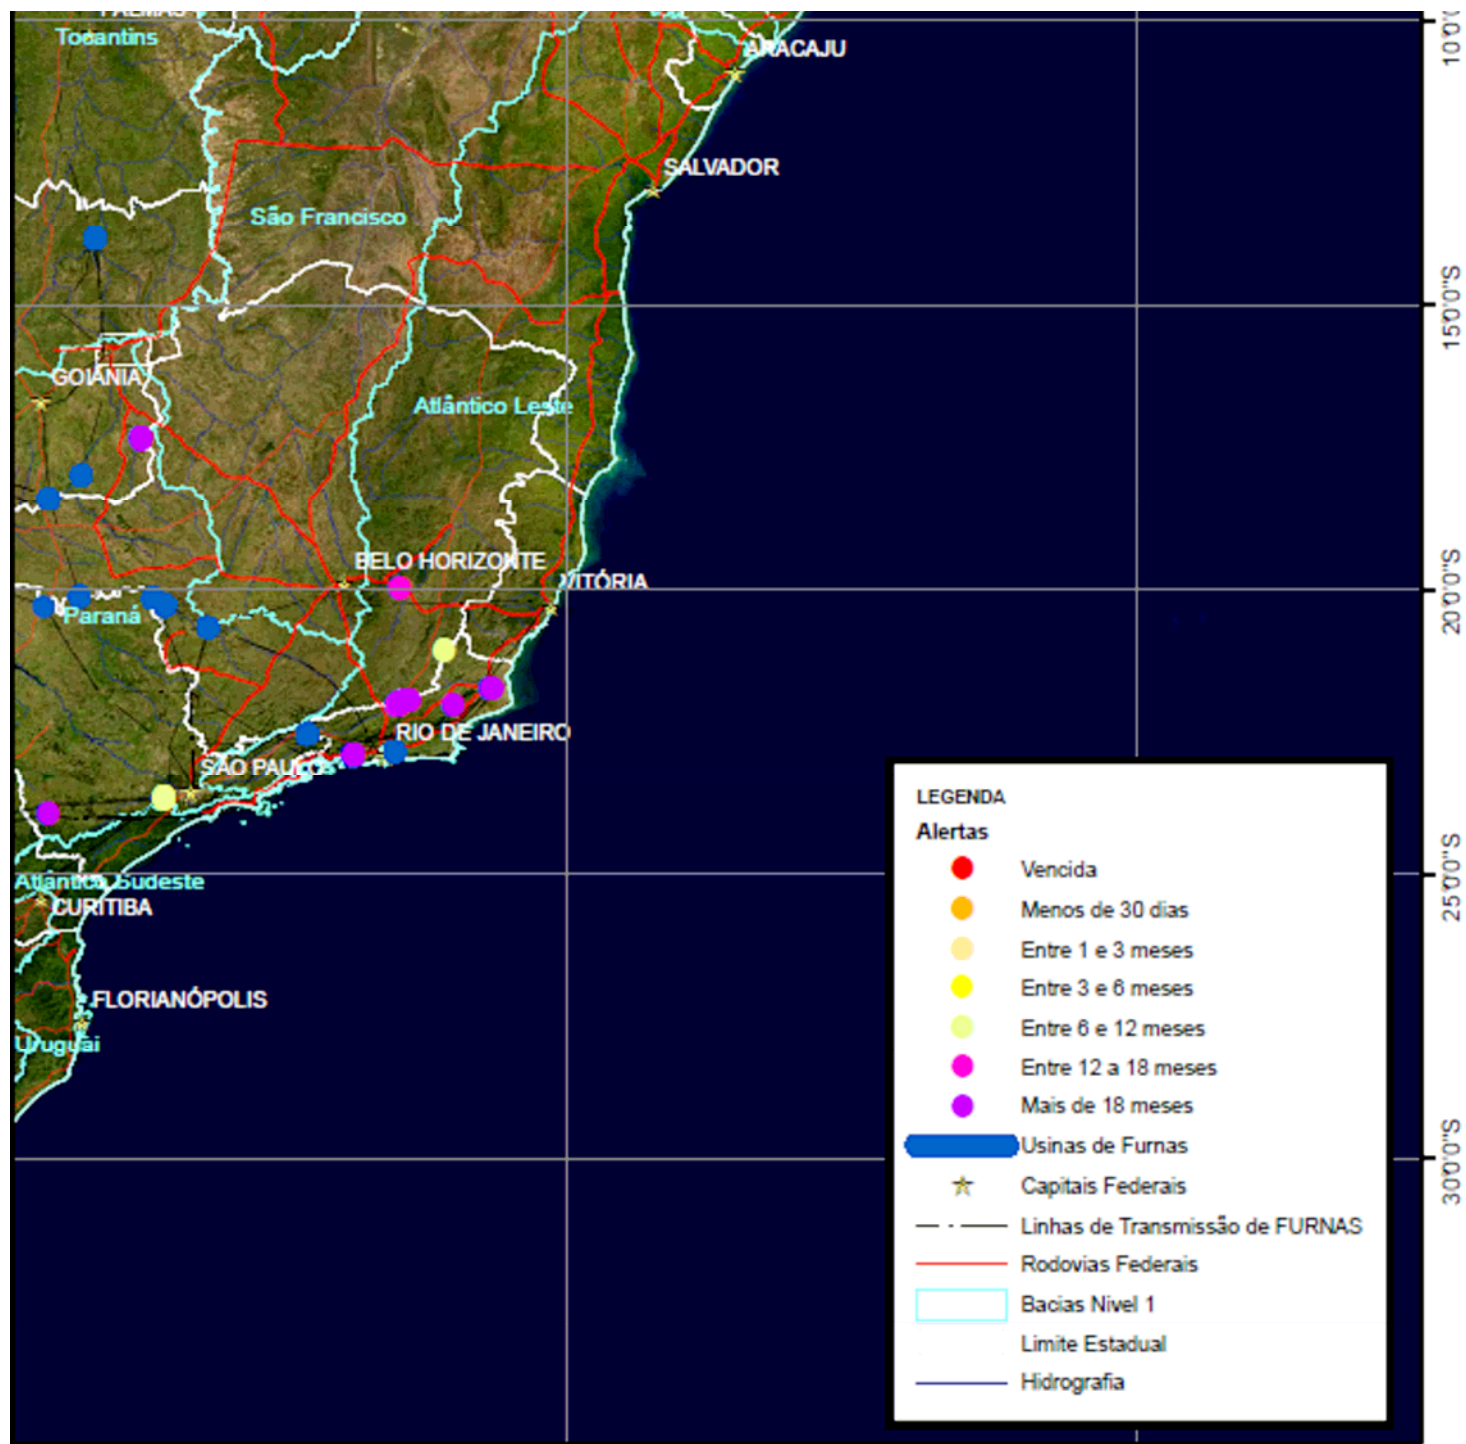 PALMAS
Tocantins
ARACAJU
10°0'0"S
SALVADOR
São Francisco
15°0'0"S
GOIÂNIA
Atlântico Leste
BELO HORIZONTE
VITÓRIA
20°0'0"S
Paraná
RIO DE JANEIRO
SÃO PAULO
25°0'0"S
Atlântico Sudeste
CURITIBA
FLORIANÓPOLIS
Uruguai
30°0'0"S
LEGENDA
Alertas
Vencida
Menos de 30 dias
Entre 1 e 3 meses
Entre 3 e 6 meses
Entre 6 e 12 meses
Entre 12 a 18 meses
Mais de 18 meses
Usinas de Furnas
Capitais Federais
Linhas de Transmissão de FURNAS
Rodovias Federais
Bacias Nivel 1
Limite Estadual
Hidrografia